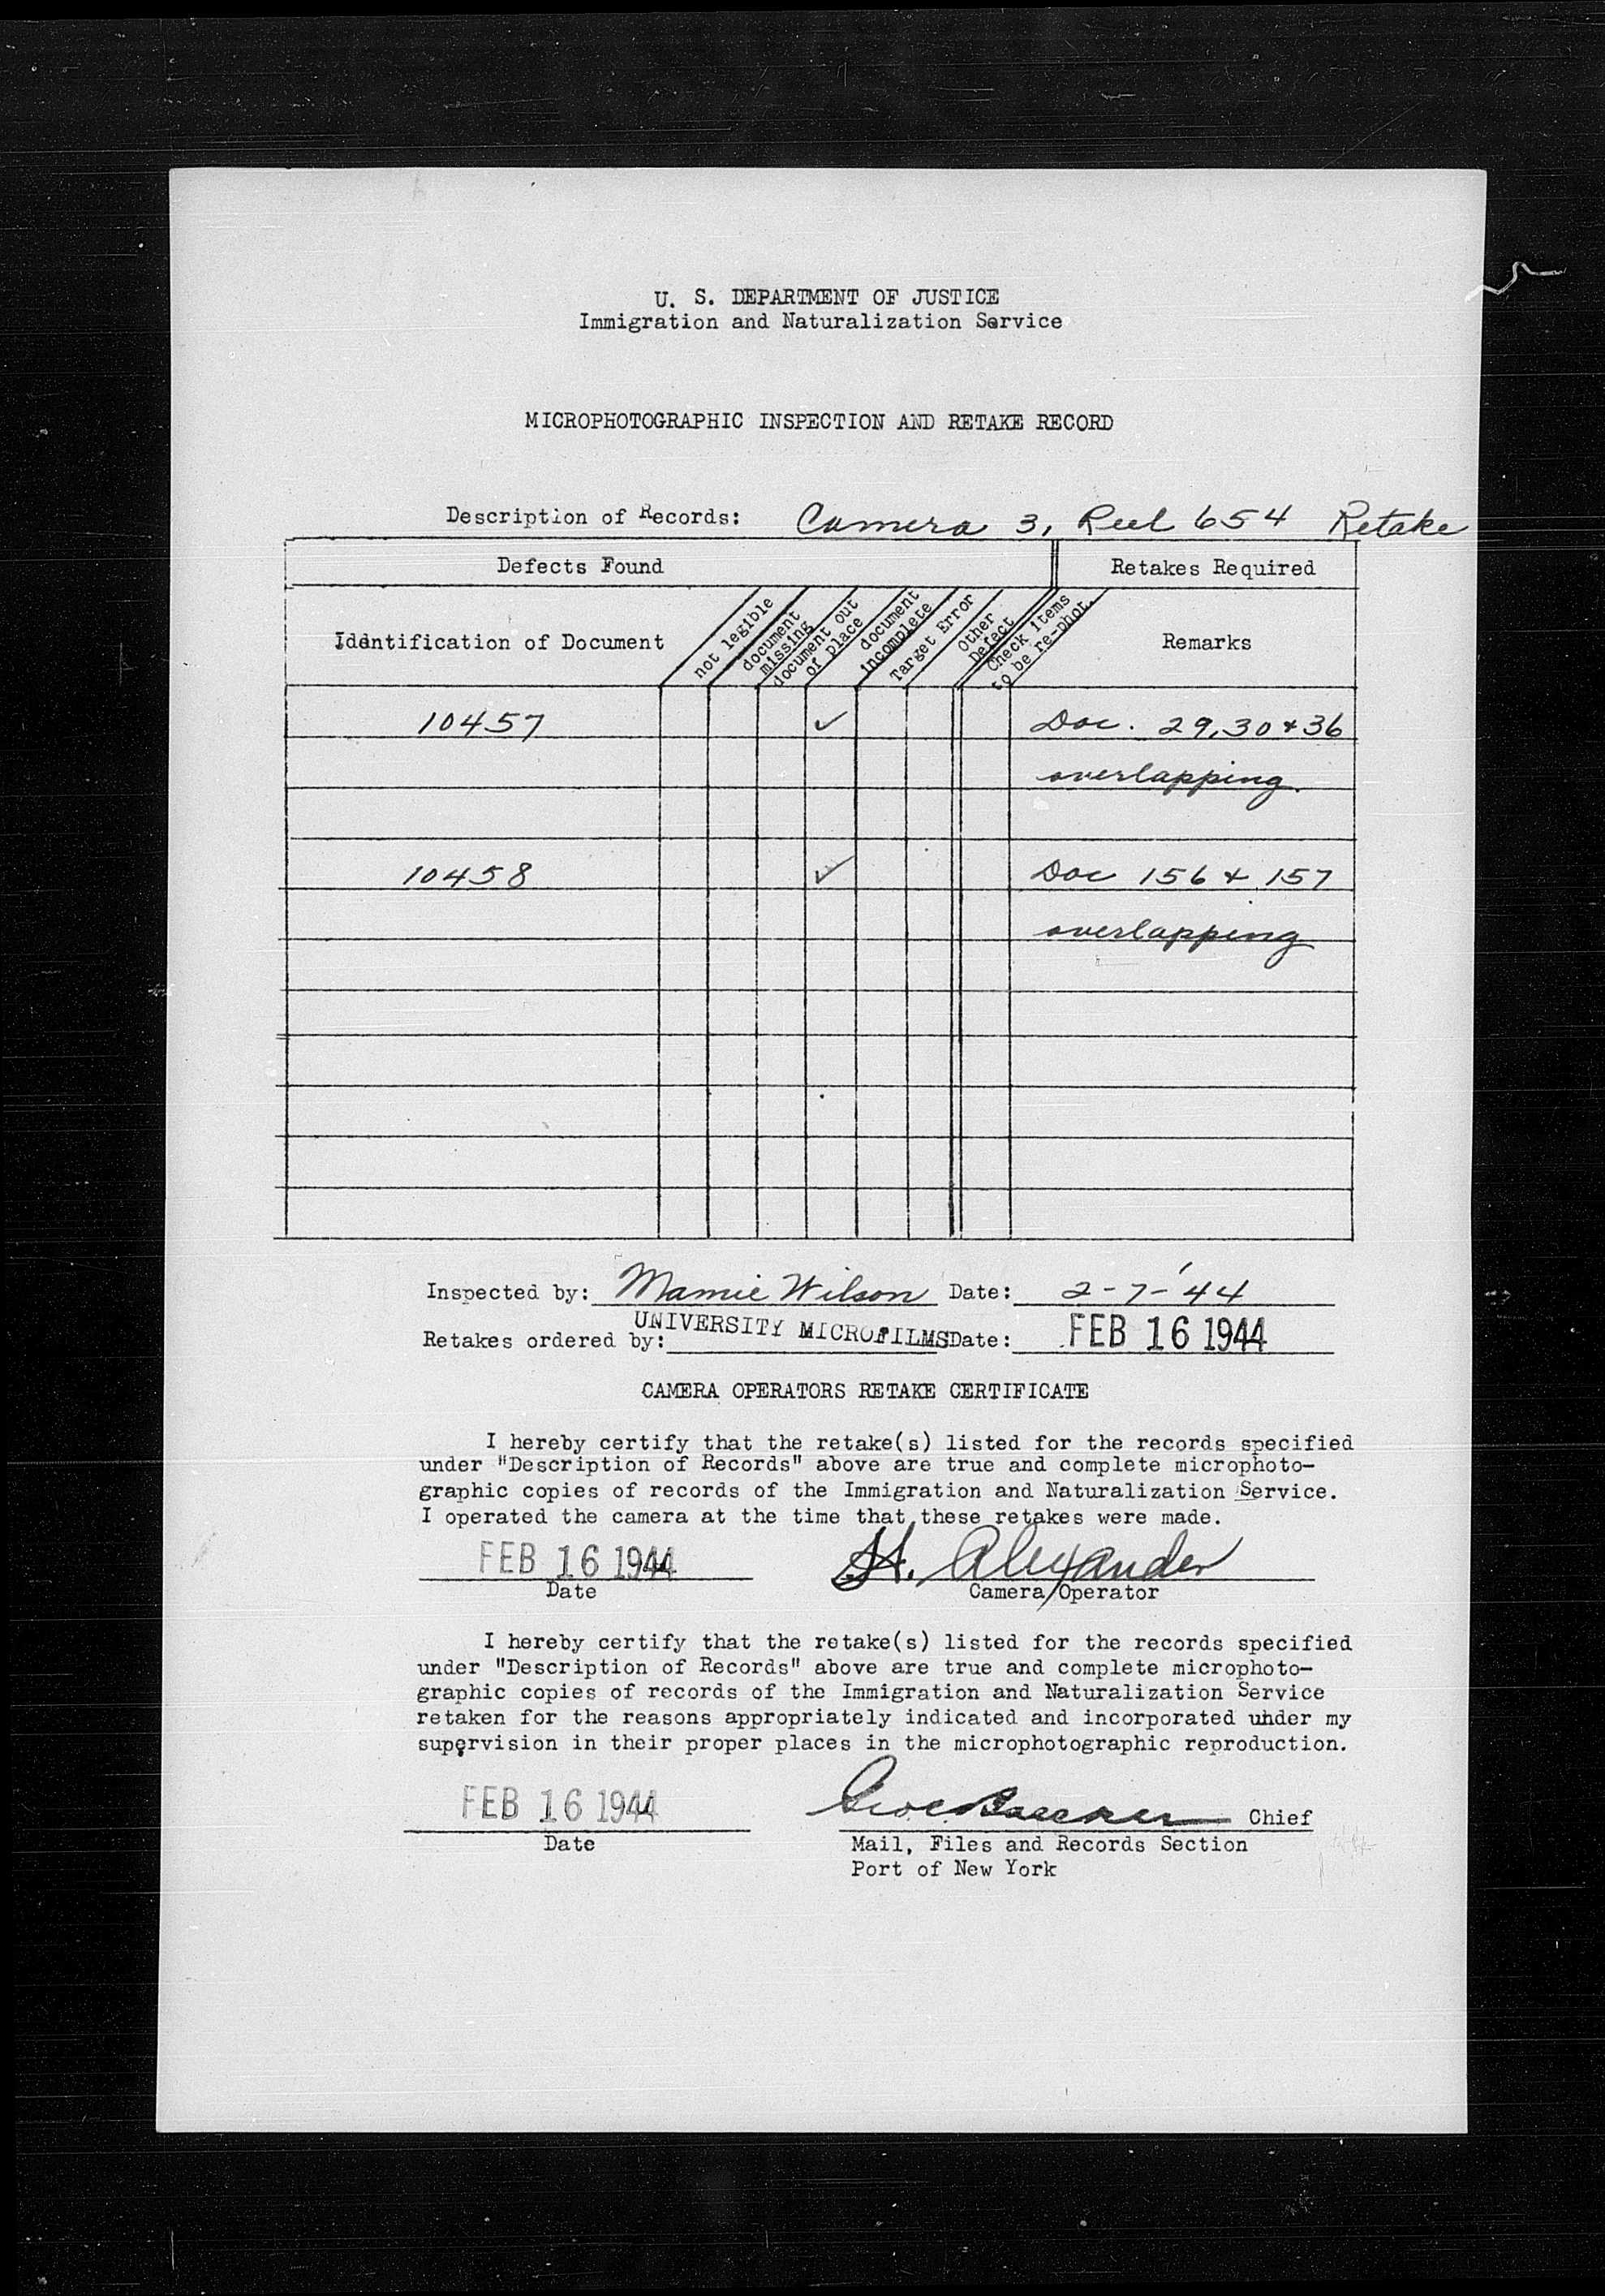 U. S. DEPARTMENT OF JUSTICE
Immigration and Naturalization Service
MICROPHOTOGRAPHIC INSPECTION AND RETAKE RECORD
Description of Records: Camera 3, Reel 654 Retake
Defects Found
Retakes Required
Identification of Document
not legible
document
missing
document out
of place
document
incomplete
Target Error
Other
Defect
Check Items
to be re-phot.
Remarks
10457 ✓ Doc. 29,30 & 36
overlapping.
10458 ✓ Doc 156 & 157
overlapping
Inspected by: Mamie Wilson Date: 2-7-'44
Retakes ordered by: UNIVERSITY MICROFILMS Date: FEB 16 1944
CAMERA OPERATORS RETAKE CERTIFICATE
I hereby certify that the retake(s) listed for the records specified
under "Description of Records" above are true and complete microphoto-
graphic copies of records of the Immigration and Naturalization Service.
I operated the camera at the time that these retakes were made.
FEB 16 1944 H. Alexander
Date Camera Operator
I hereby certify that the retake(s) listed for the records specified
under "Description of Records" above are true and complete microphoto-
graphic copies of records of the Immigration and Naturalization Service
retaken for the reasons appropriately indicated and incorporated under my
supervision in their proper places in the microphotographic reproduction.
FEB 16 1944 Chief
Date Mail, Files and Records Section
Port of New York